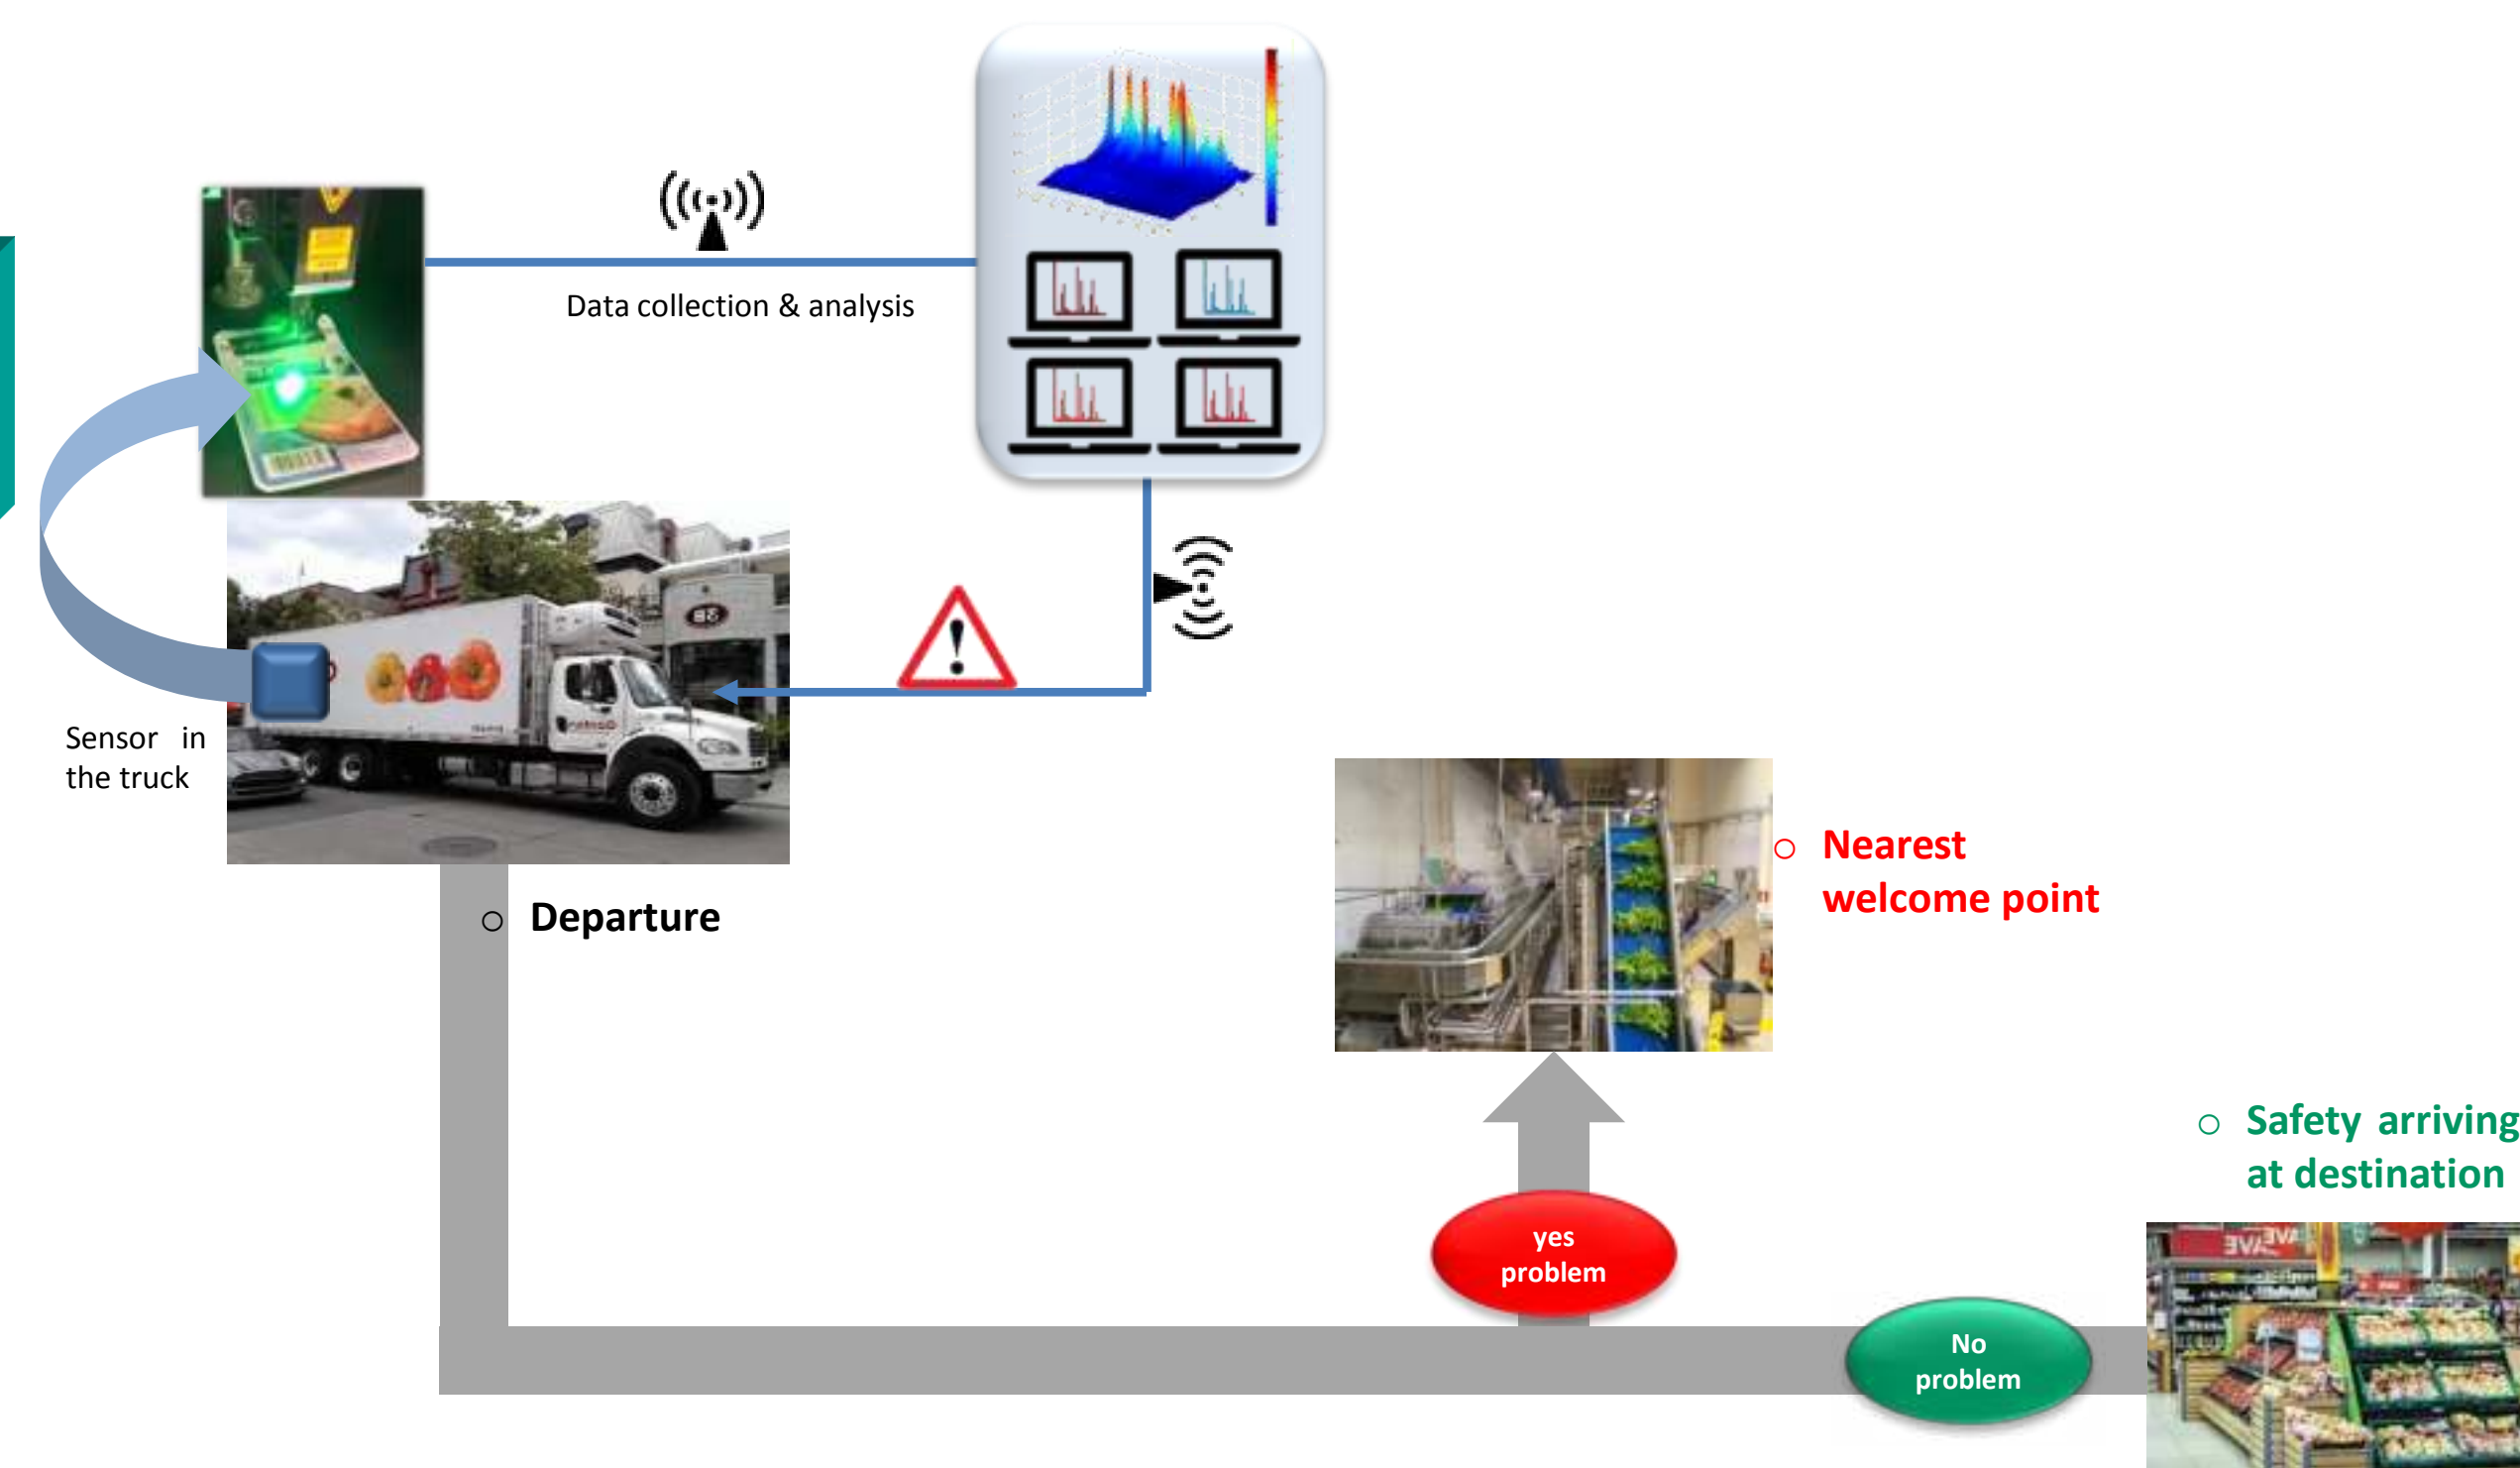 Data collection & analysis
Sensor in
the truck
Departure
Nearest
welcome point
Safety arriving
at destination
yes
problem
No
problem